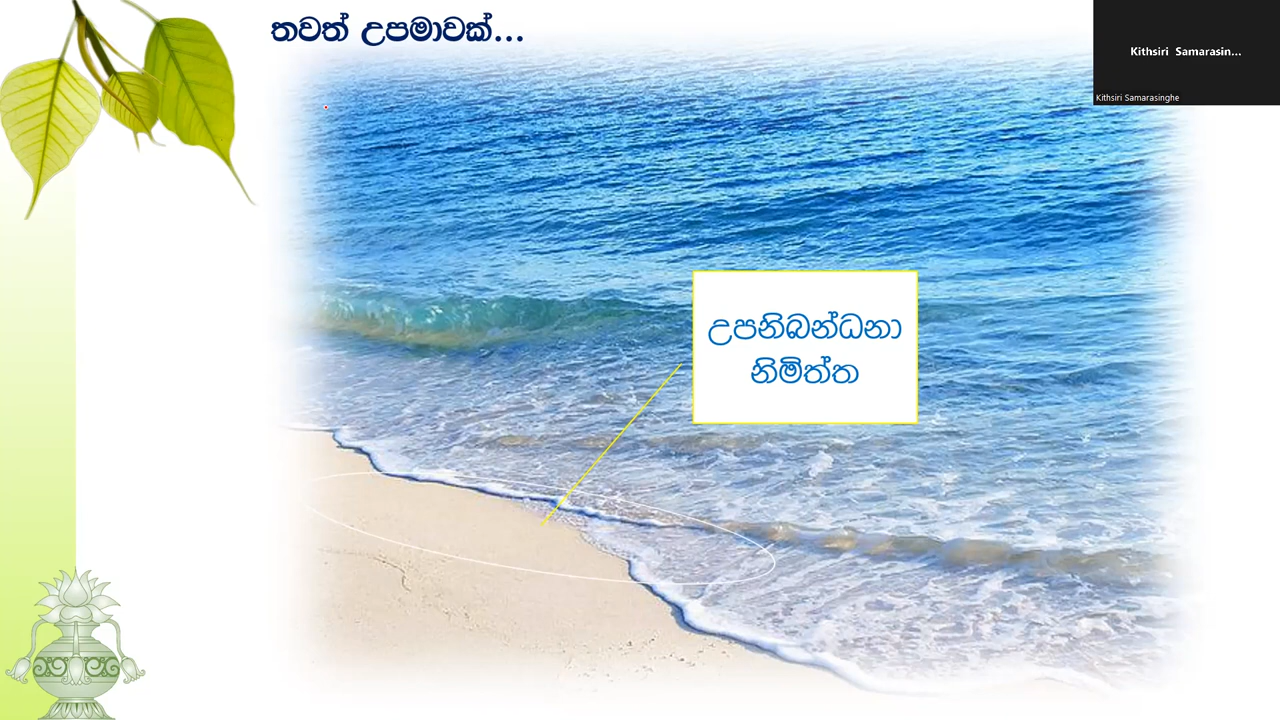 තවත් උපමාවක්...
Kithsiri Samarasin...
Kithsiri Samarasinghe
උපනිබන්ධනා
නිමිත්ත